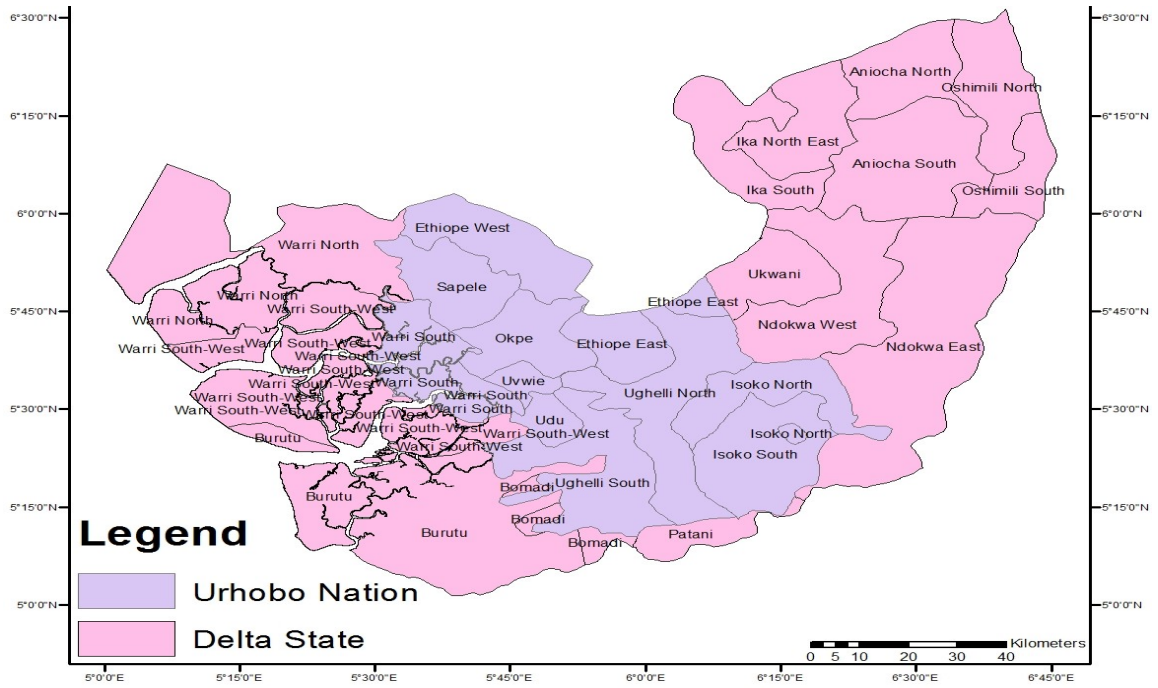 6°30'0"N
6°30'0"N
Aniocha North
Oshimili North
6°15'0"N
6°15'0"N
Ika North East
Aniocha South
Ika South
Oshimili South
6°0'0"N
6°0'0"N
Ethiope West
Warri North
Ukwani
Sapele
Warri North
Ethiope East
Warri South-West
5°45'0"N
5°45'0"N
Warri North
Ndokwa West
Warri South
Okpe
Warri South-West
Ethiope East
Ndokwa East
Warri South-West
Warri South-West
Warri South-West
Uvwie
Warri South-West
Warri South
Isoko North
Ughelli North
Warri South-West
Warri South
5°30'0"N
5°30'0"N
Warri South-West
Warri South
Warri South-West
Udu
Warri South-West
Warri South-West
Isoko North
Burutu
Warri South-West
Isoko South
Bomadi
Ughelli South
Burutu
5°15'0"N
5°15'0"N
Bomadi
Burutu
Patani
Bomadi
Legend
Urhobo Nation
5°0'0"N
5°0'0"N
Delta State
Kilometers
0 5 10 20 30 40
5°0'0"E 5°15'0"E 5°30'0"E 5°45'0"E 6°0'0"E 6°15'0"E 6°30'0"E 6°45'0"E